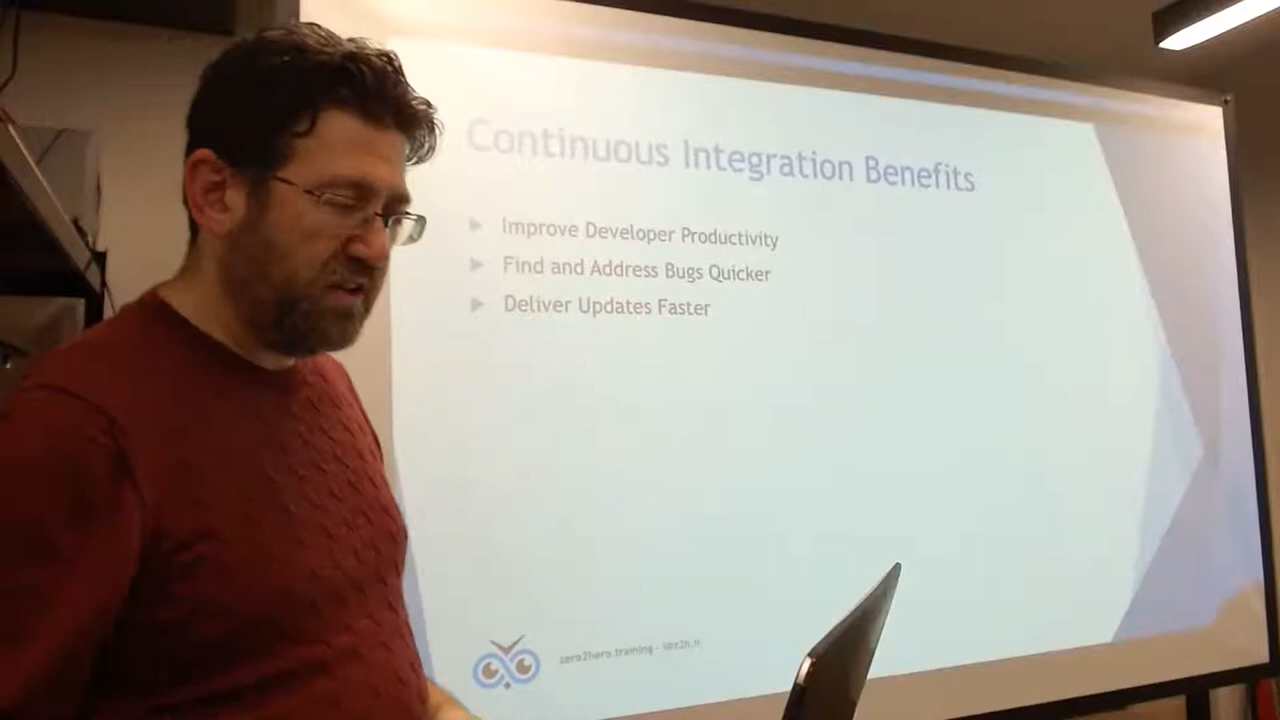 Continuous Integration Benefits
Improve Developer Productivity
Find and Address Bugs Quicker
Deliver Updates Faster
zero2hero.training -